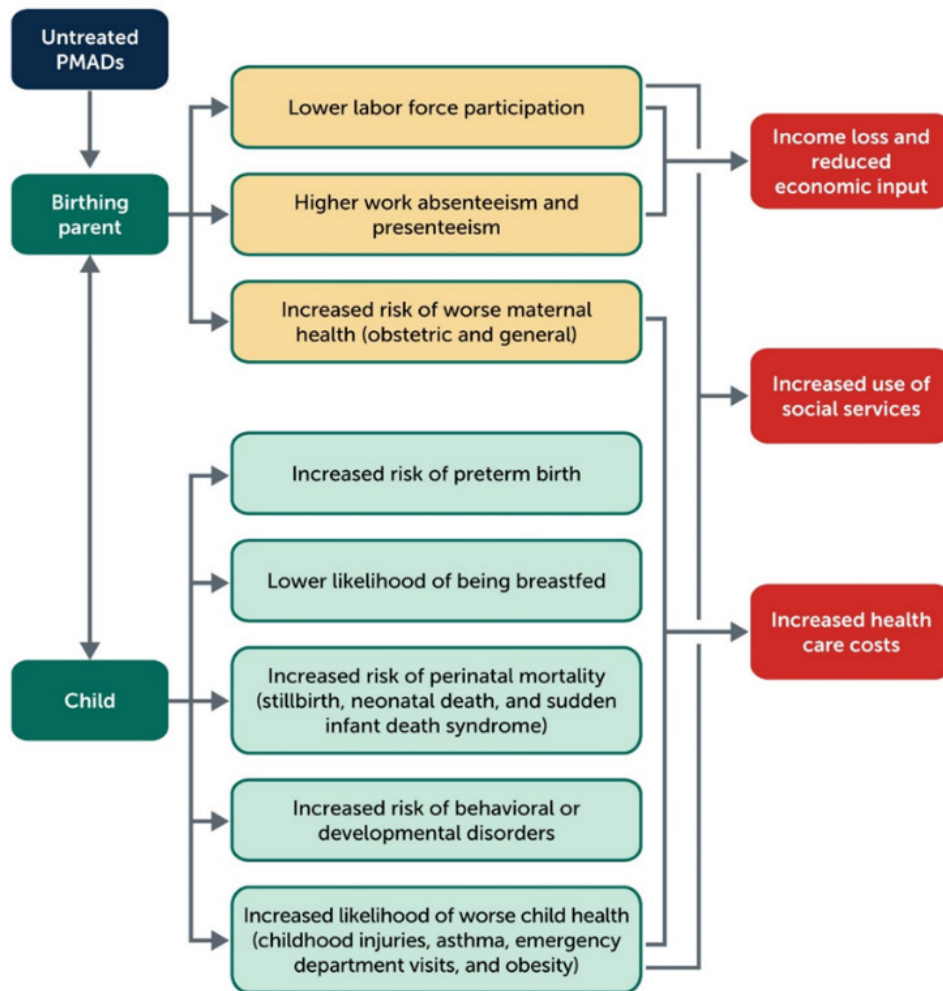 Untreated
PMADs
Birthing
parent
Child
Lower labor force participation
Higher work absenteeism and
presenteeism
Increased risk of worse maternal
health (obstetric and general)
Increased risk of preterm birth
Lower likelihood of being breastfed
Increased risk of perinatal mortality
(stillbirth, neonatal death, and sudden
infant death syndrome)
Increased risk of behavioral or
developmental disorders
Increased likelihood of worse child health
(childhood injuries, asthma, emergency
department visits, and obesity)
Income loss and
reduced
economic input
Increased use of
social services
Increased health
care costs